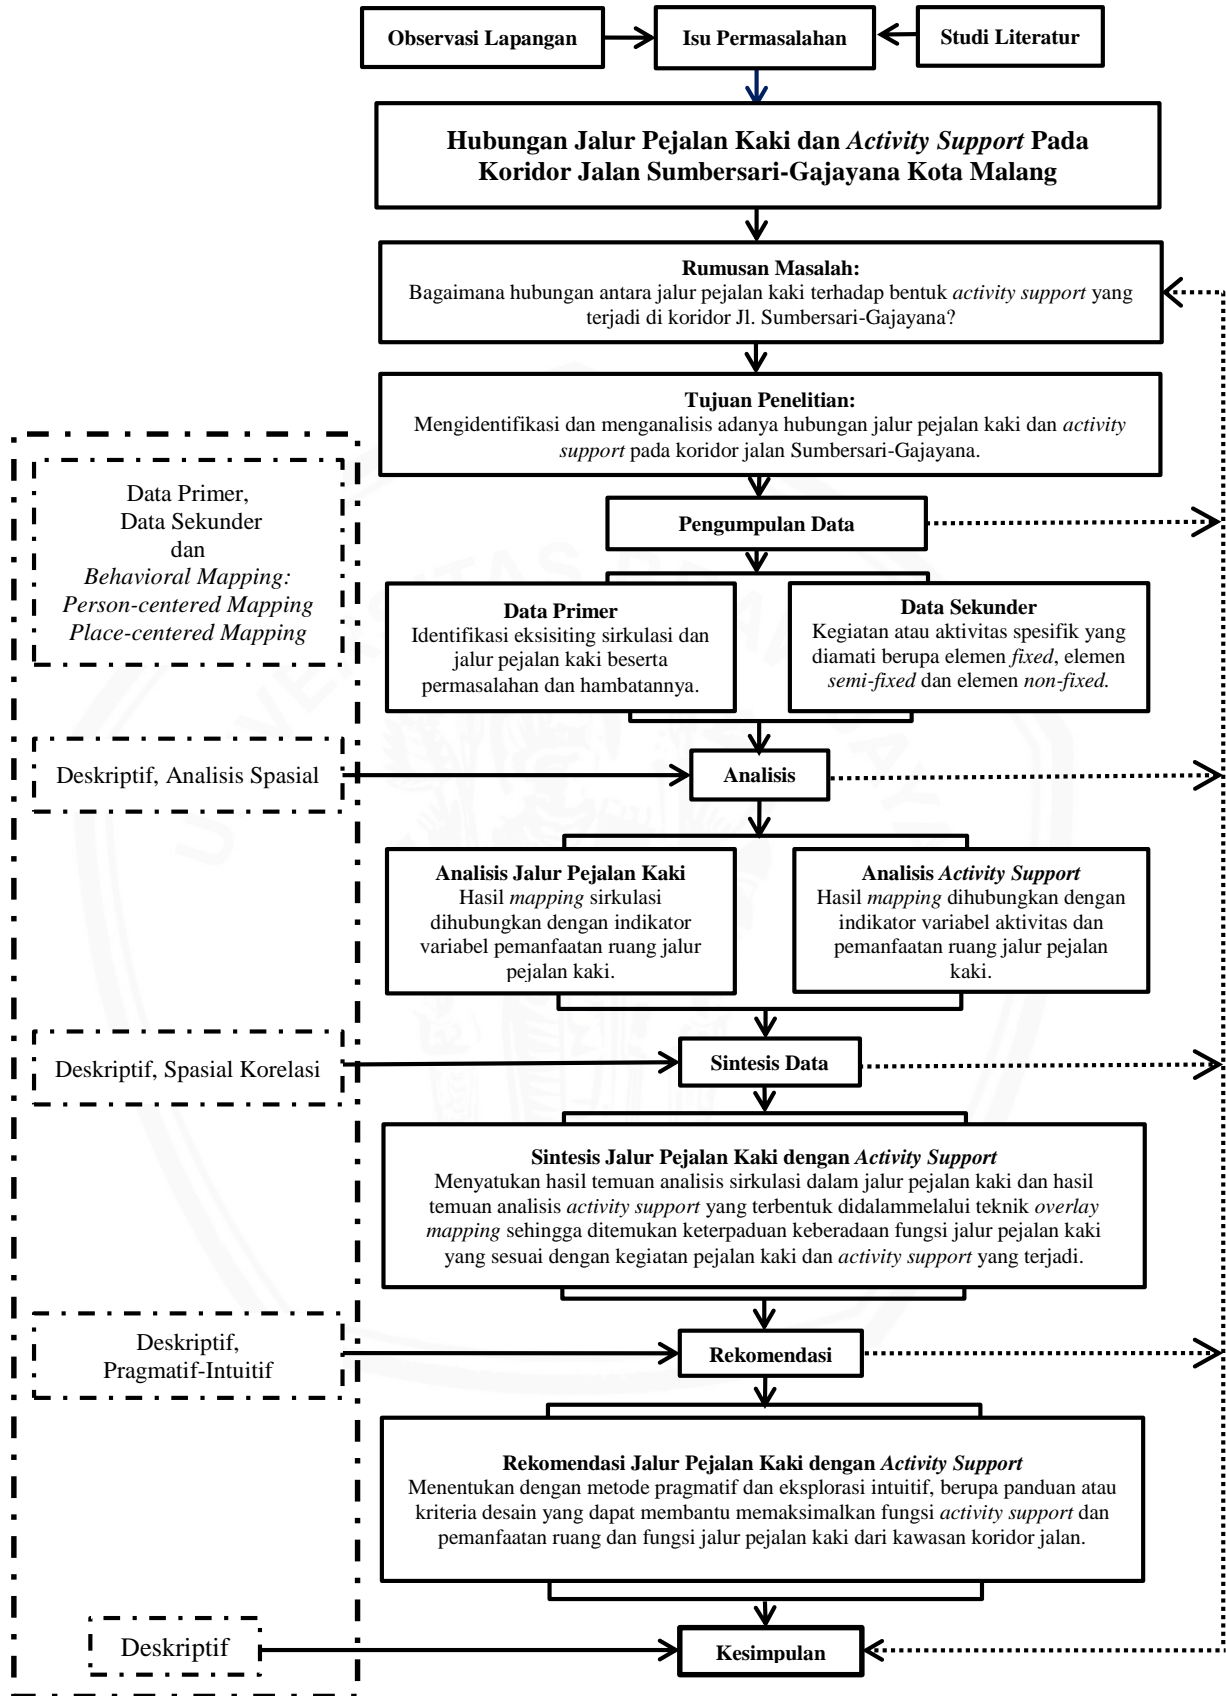 Observasi Lapangan
Isu Permasalahan
Studi Literatur
Hubungan Jalur Pejalan Kaki dan Activity Support Pada
Koridor Jalan Sumbersari-Gajayana Kota Malang
Rumusan Masalah:
Bagaimana hubungan antara jalur pejalan kaki terhadap bentuk activity support yang
terjadi di koridor Jl. Sumbersari-Gajayana?
Tujuan Penelitian:
Mengidentifikasi dan menganalisis adanya hubungan jalur pejalan kaki dan activity
support pada koridor jalan Sumbersari-Gajayana.
Data Primer,
Data Sekunder
dan
Behavioral Mapping:
Person-centered Mapping
Place-centered Mapping
Pengumpulan Data
Data Primer
Identifikasi eksisiting sirkulasi dan
jalur pejalan kaki beserta
permasalahan dan hambatannya.
Data Sekunder
Kegiatan atau aktivitas spesifik yang
diamati berupa elemen fixed, elemen
semi-fixed dan elemen non-fixed.
Deskriptif, Analisis Spasial
Analisis
Analisis Jalur Pejalan Kaki
Hasil mapping sirkulasi
dihubungkan dengan indikator
variabel pemanfaatan ruang jalur
pejalan kaki.
Analisis Activity Support
Hasil mapping dihubungkan dengan
indikator variabel aktivitas dan
pemanfaatan ruang jalur pejalan
kaki.
Deskriptif, Spasial Korelasi
Sintesis Data
Sintesis Jalur Pejalan Kaki dengan Activity Support
Menyatukan hasil temuan analisis sirkulasi dalam jalur pejalan kaki dan hasil
temuan analisis activity support yang terbentuk didalammelalui teknik overlay
mapping sehingga ditemukan keterpaduan keberadaan fungsi jalur pejalan kaki
yang sesuai dengan kegiatan pejalan kaki dan activity support yang terjadi.
Deskriptif,
Pragmatif-Intuitif
Rekomendasi
Rekomendasi Jalur Pejalan Kaki dengan Activity Support
Menentukan dengan metode pragmatif dan eksplorasi intuitif, berupa panduan atau
kriteria desain yang dapat membantu memaksimalkan fungsi activity support dan
pemanfaatan ruang dan fungsi jalur pejalan kaki dari kawasan koridor jalan.
Deskriptif
Kesimpulan
UNIVERSITAS BRAWIJAYA